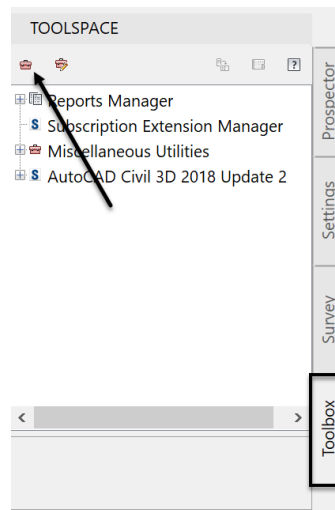 TOOLSPACE
Reports Manager
Subscription Extension Manager
Miscellaneous Utilities
AutoCAD Civil 3D 2018 Update 2
Prospector
Settings
Survey
Toolbox